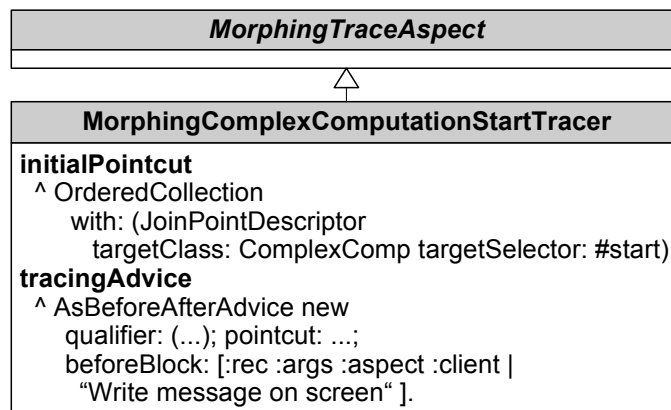 MorphingTraceAspect
MorphingComplexComputationStartTracer
initialPointcut
^ OrderedCollection
with: (JoinPointDescriptor
targetClass: ComplexComp targetSelector: #start)
tracingAdvice
^ AsBeforeAfterAdvice new
qualifier: (...); pointcut: ...;
beforeBlock: [:rec :args :aspect :client |
“Write message on screen“ ].